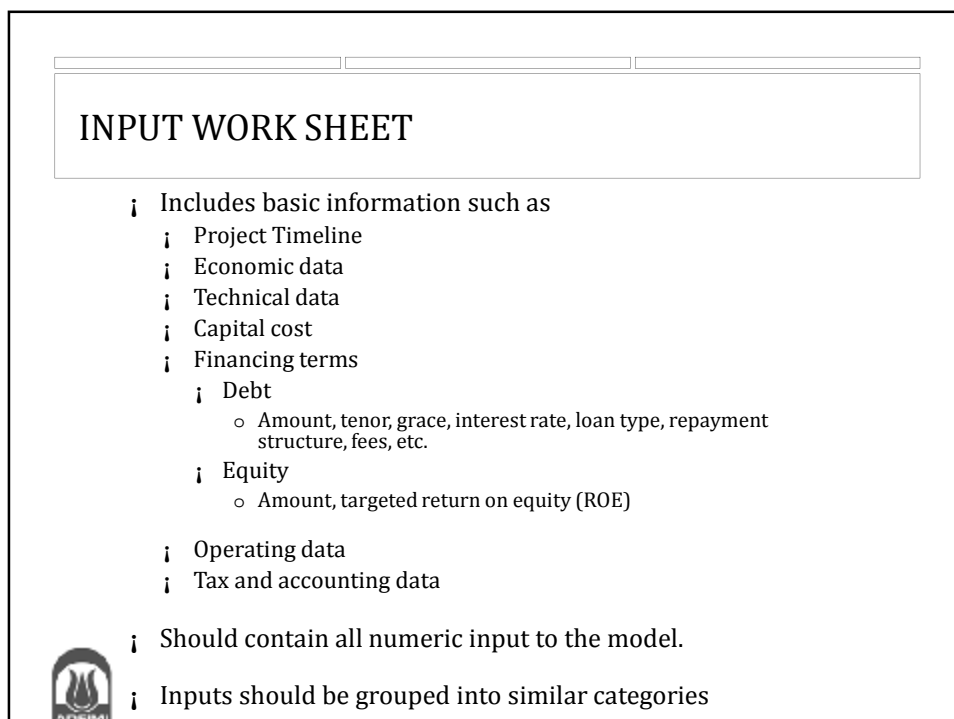 INPUT WORK SHEET
¡ Includes basic information such as
¡ Project Timeline
¡ Economic data
¡ Technical data
¡ Capital cost
¡ Financing terms
¡ Debt
o Amount, tenor, grace, interest rate, loan type, repayment
structure, fees, etc.
¡ Equity
o Amount, targeted return on equity (ROE)
¡ Operating data
¡ Tax and accounting data
¡ Should contain all numeric input to the model.
¡ Inputs should be grouped into similar categories